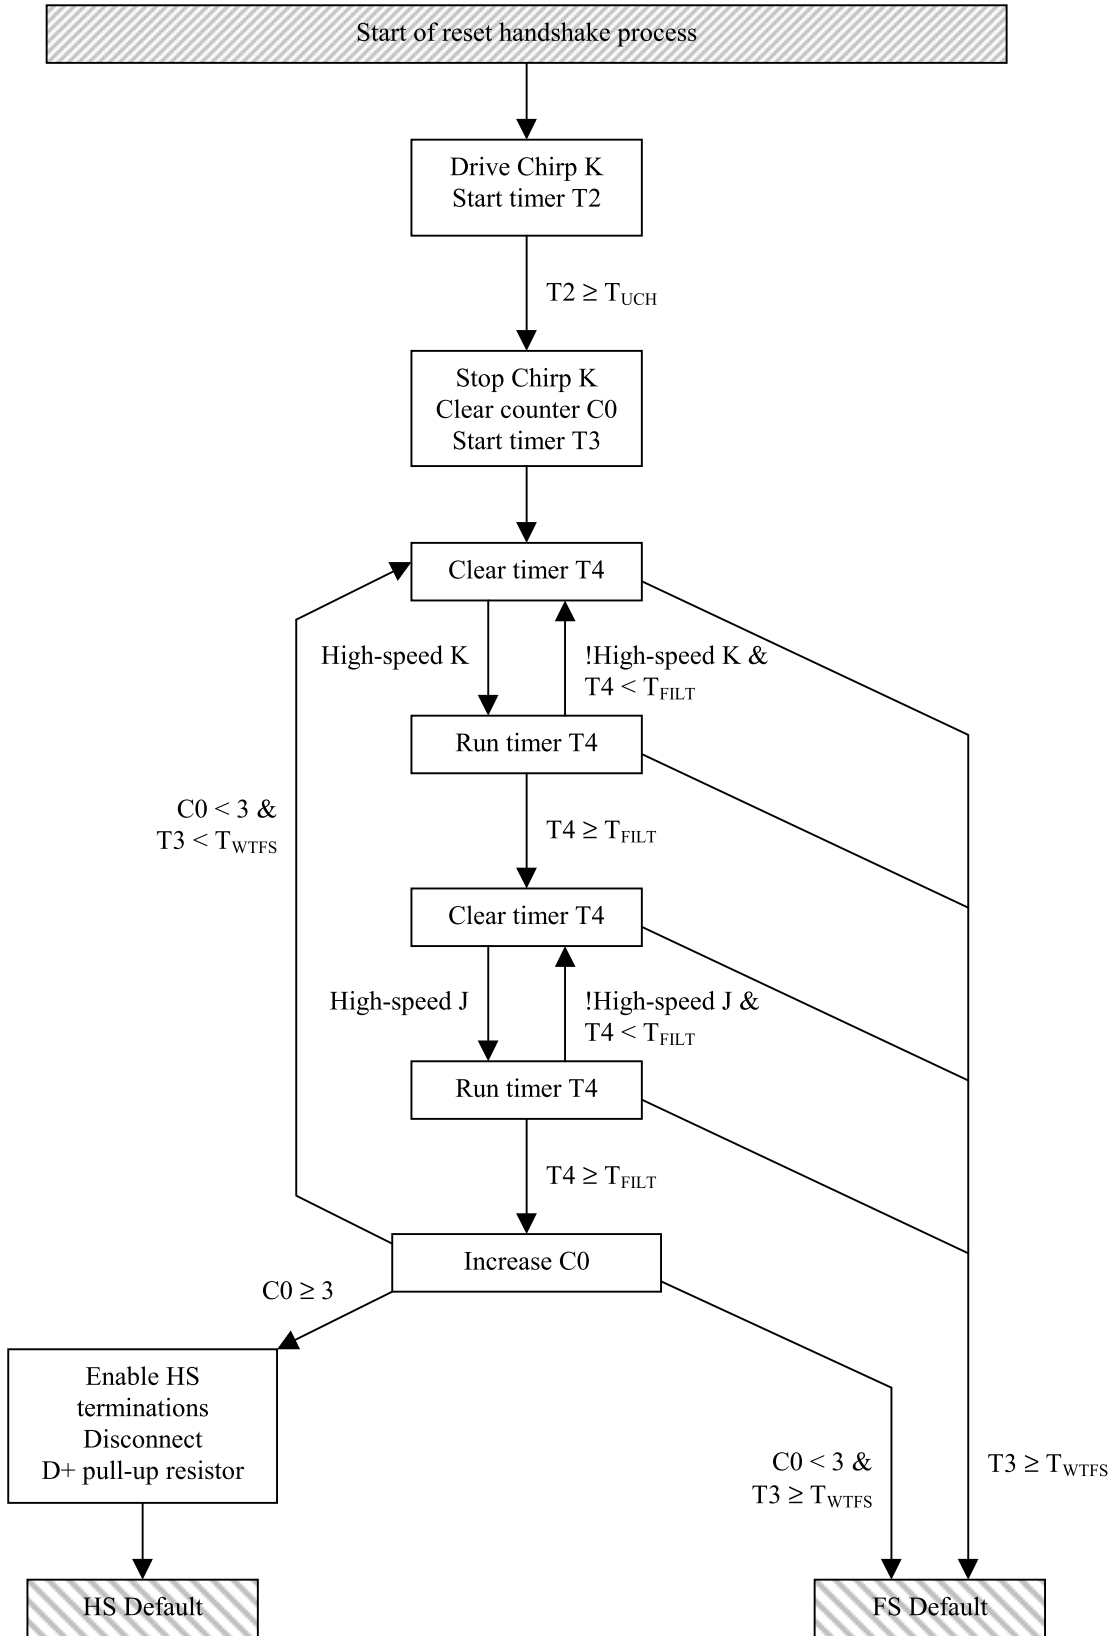 Start of reset handshake process
Drive Chirp K
Start timer T2
T2 ≥ TUCH
Stop Chirp K
Clear counter C0
Start timer T3
Clear timer T4
High-speed K
!High-speed K &
T4 < TFILT
Run timer T4
C0 < 3 &
T3 < TWTFS
T4 ≥ TFILT
Clear timer T4
High-speed J
!High-speed J &
T4 < TFILT
Run timer T4
T4 ≥ TFILT
Increase C0
C0 ≥ 3
Enable HS
terminations
Disconnect
D+ pull-up resistor
C0 < 3 &
T3 ≥ TWTFS
T3 ≥ TWTFS
HS Default
FS Default